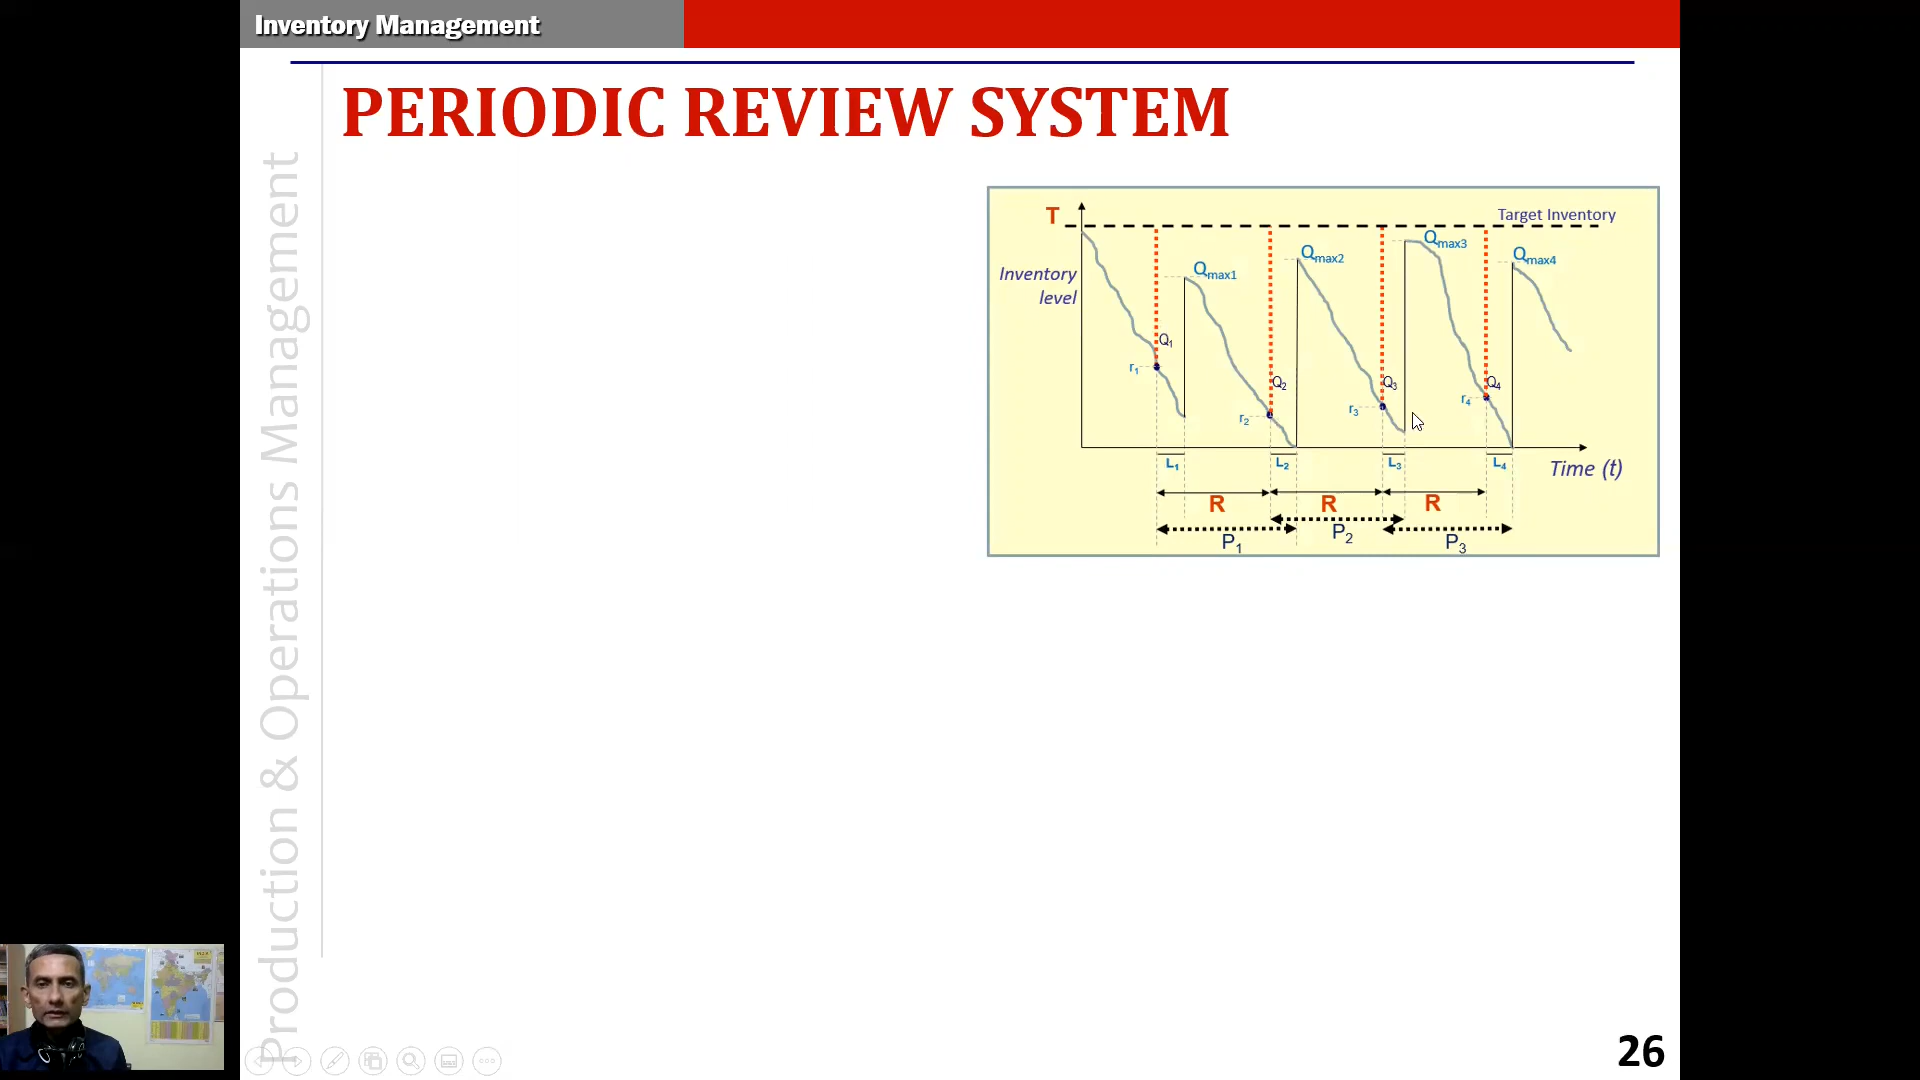 Inventory Management
PERIODIC REVIEW SYSTEM
Production & Operations Management
T
Target Inventory
Inventory
level
Qmax1
Qmax2
Qmax3
Qmax4
Q1
Q2
Q3
Q4
r1
r2
r3
r4
L1
L2
L3
L4
Time (t)
R
R
R
P1
P2
P3
26